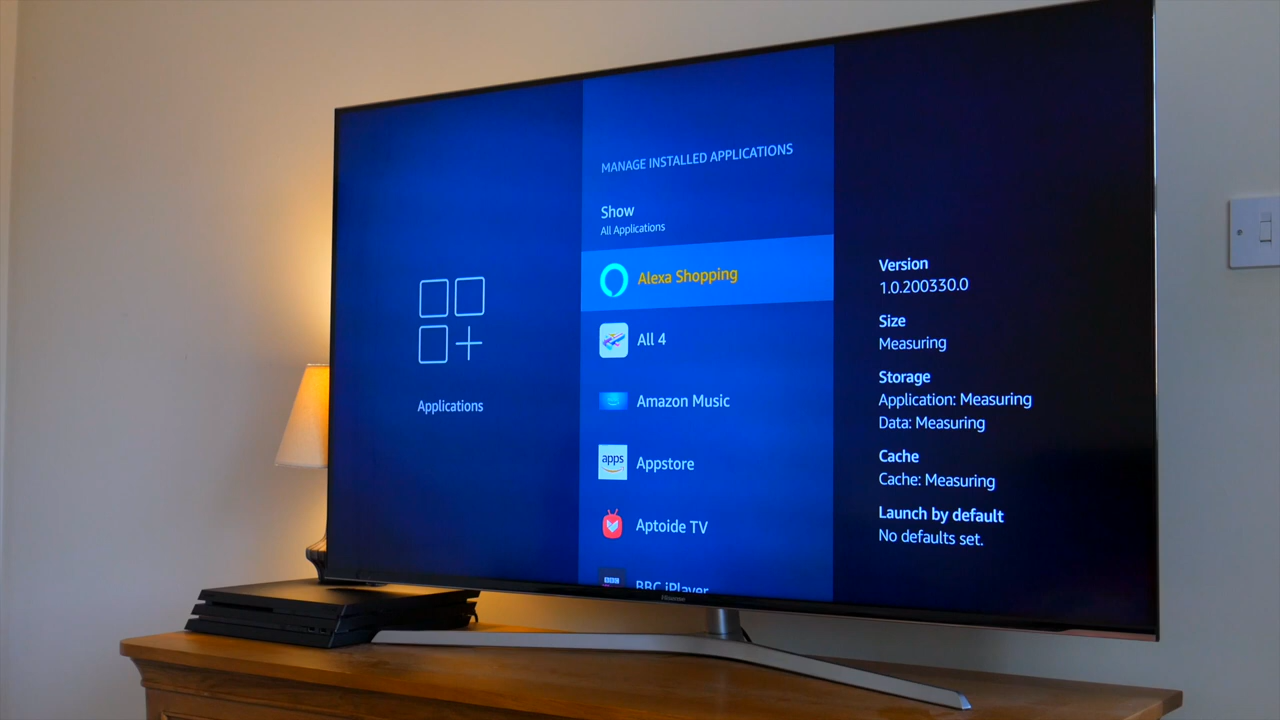 MANAGE INSTALLED APPLICATIONS
Show
All Applications
Alexa Shopping
All 4
Amazon Music
apps
Appstore
Aptoide TV
BBC
BBC iPlayer
Applications
Version
1.0.200330.0
Size
Measuring
Storage
Application: Measuring
Data: Measuring
Cache
Cache: Measuring
Launch by default
No defaults set.
Hisense